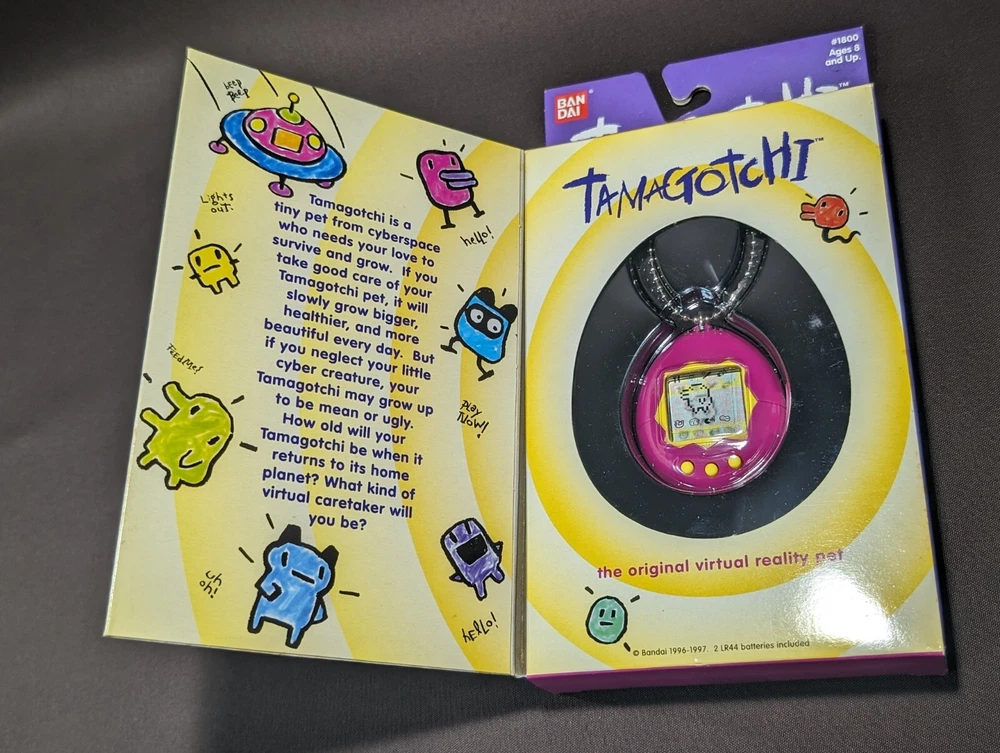 beep
beep
Lights
out!
hello!
FEED ME!
PLAY
NOW!
uh
oh!
hELLO!
Tamagotchi is a
tiny pet from cyberspace
who needs your love to
survive and grow. If you
take good care of your
Tamagotchi pet, it will
slowly grow bigger,
healthier, and more
beautiful every day. But
if you neglect your little
cyber creature, your
Tamagotchi may grow up
to be mean or ugly.
How old will your
Tamagotchi be when it
returns to its home
planet? What kind of
virtual caretaker will
you be?
BAN
DAI
#1800
Ages 8
and Up.
TAMAGOTCHI™
the original virtual reality pet
© Bandai 1996-1997. 2 LR44 batteries included